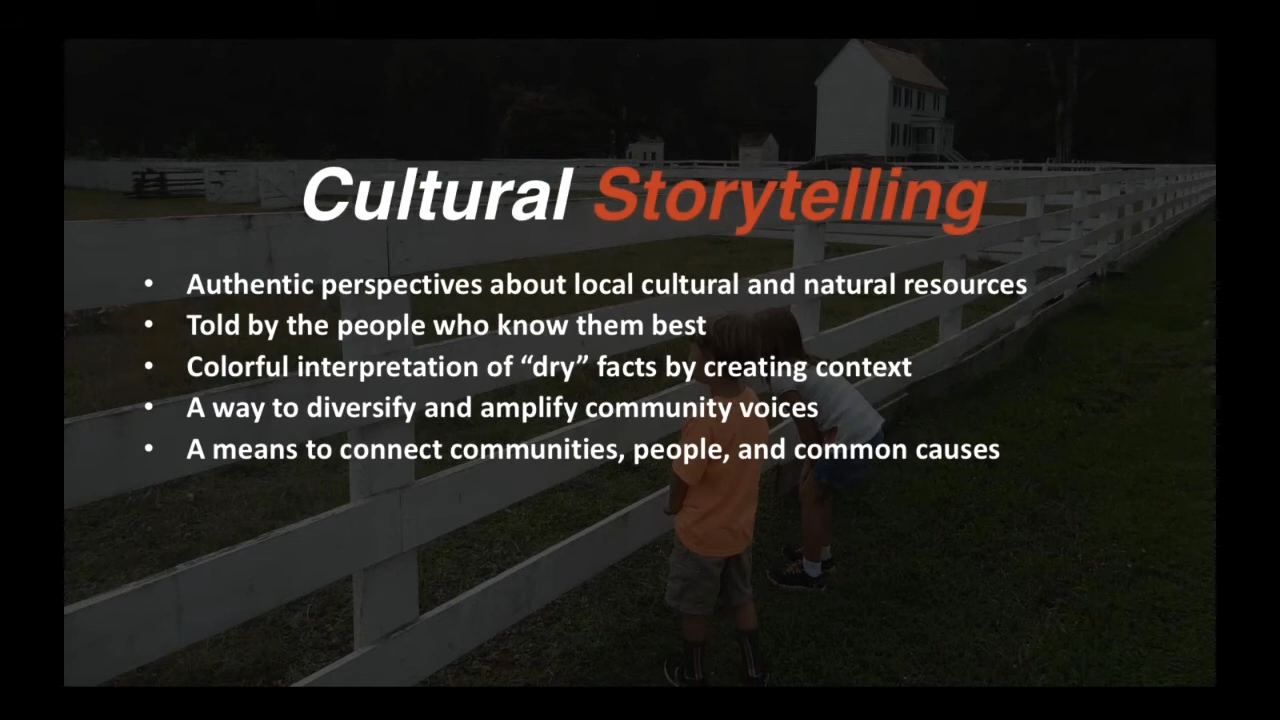 Cultural Storytelling
• Authentic perspectives about local cultural and natural resources
• Told by the people who know them best
• Colorful interpretation of “dry” facts by creating context
• A way to diversify and amplify community voices
• A means to connect communities, people, and common causes